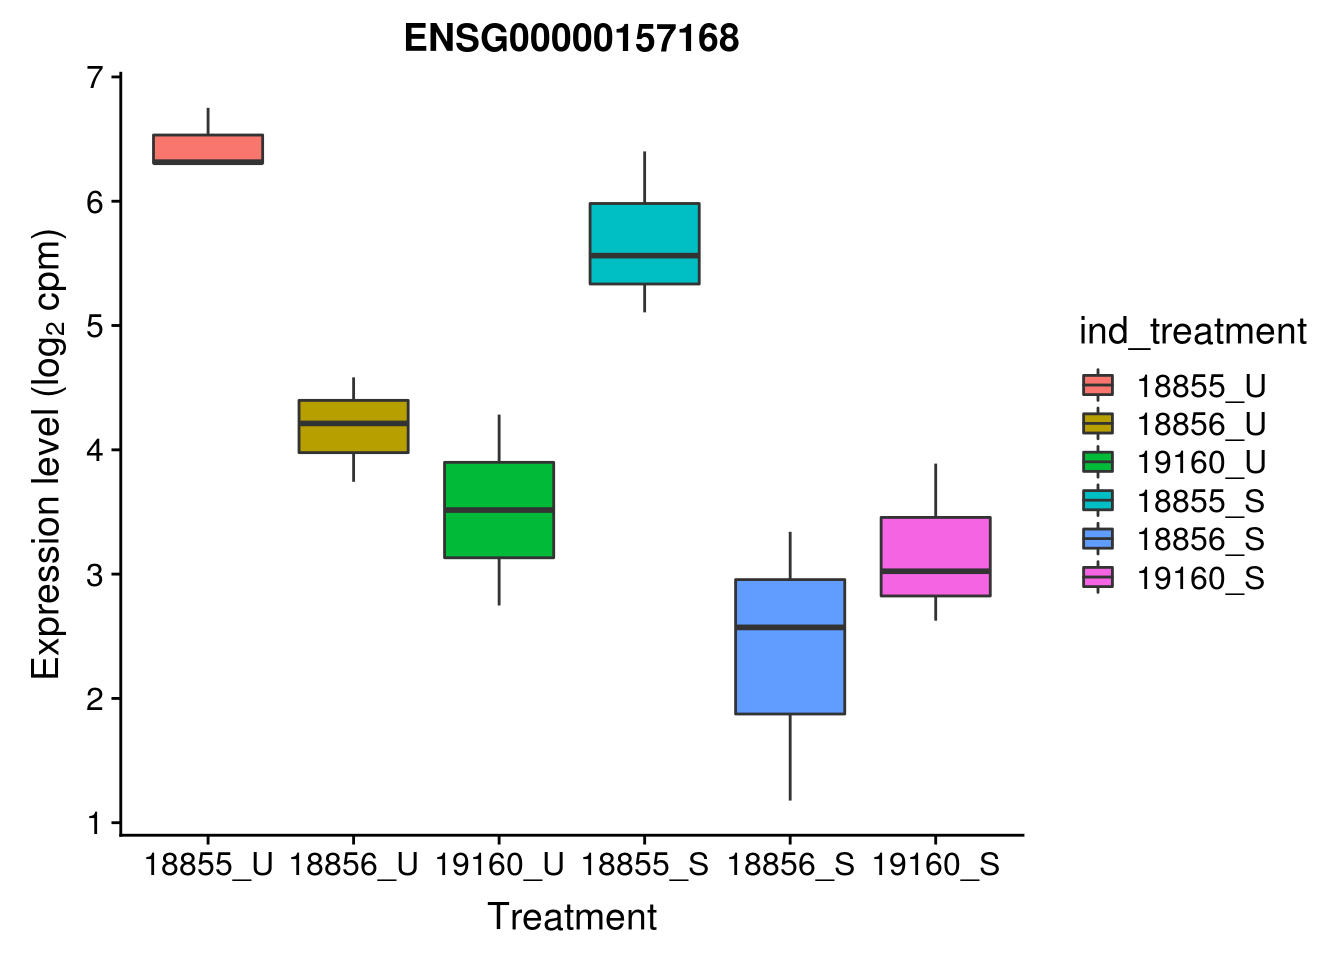 ENSG00000157168
Expression level (log₂ cpm)
7
6
5
4
3
2
1
18855_U 18856_U 19160_U 18855_S 18856_S 19160_S
Treatment
ind_treatment
18855_U
18856_U
19160_U
18855_S
18856_S
19160_S